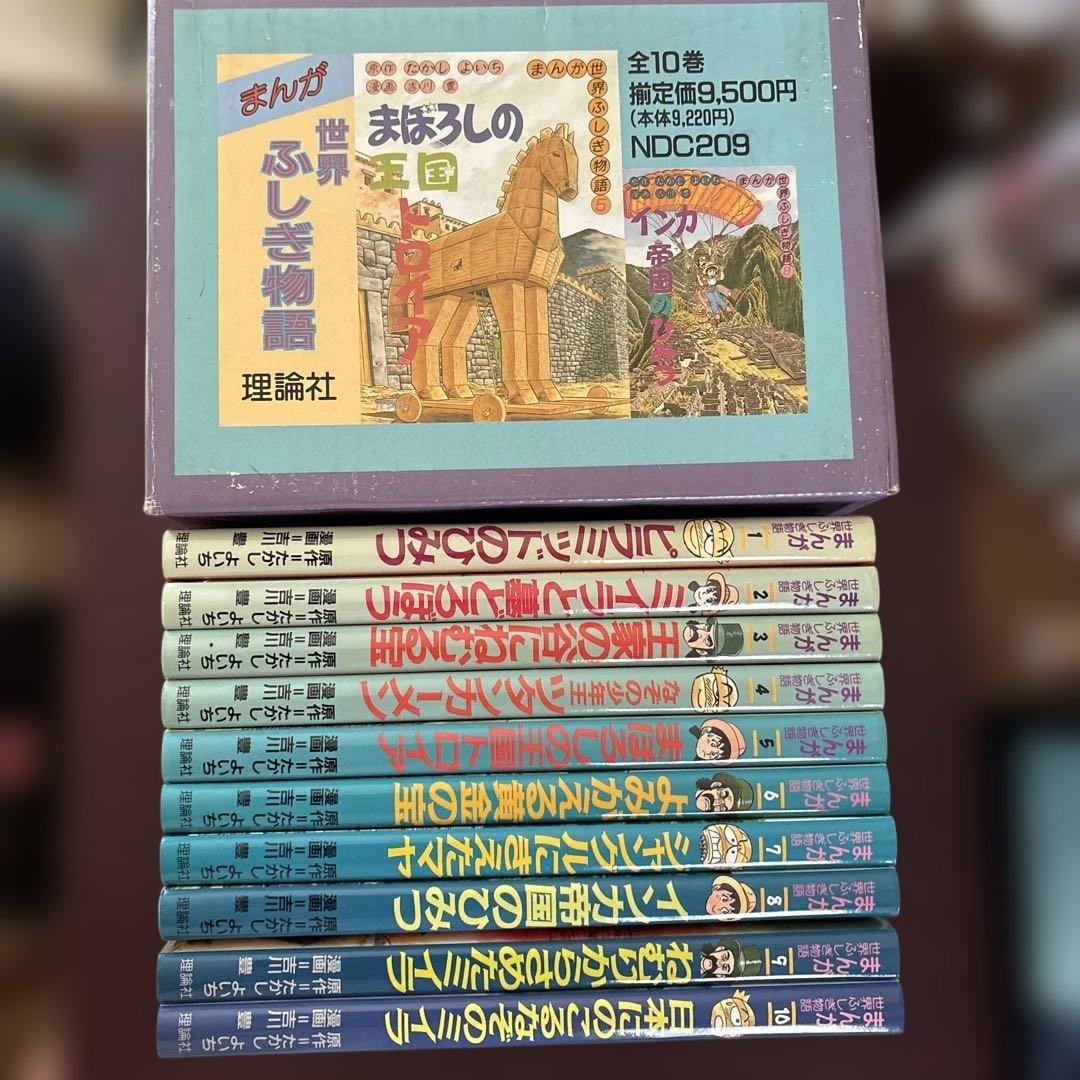 まんが
世界
ふしぎ物語
理論社
原作 たかし よいち
漫画 吉川 豊
まんが世界ふしぎ物語5
まぼろしの
王国
トロイア
全10巻
揃定価9,500円
(本体9,220円)
NDC209
原作 たかし よいち
漫画 吉川 豊
まんが世界ふしぎ物語8
インカ
帝国のひみつ
まんが
世界ふしぎ物語
1
ピラミッドのひみつ
原作=たかし よいち
漫画=吉川 豊
理論社
まんが
世界ふしぎ物語
2
ミイラと墓どろぼう
原作=たかし よいち
漫画=吉川 豊
理論社
まんが
世界ふしぎ物語
3
王家の谷にねむる宝
原作=たかし よいち
漫画=吉川 豊
理論社
まんが
世界ふしぎ物語
4
なぞの少年王ツタンカーメン
原作=たかし よいち
漫画=吉川 豊
理論社
まんが
世界ふしぎ物語
5
まぼろしの王国トロイア
原作=たかし よいち
漫画=吉川 豊
理論社
まんが
世界ふしぎ物語
6
よみがえる黄金の宝
原作=たかし よいち
漫画=吉川 豊
理論社
まんが
世界ふしぎ物語
7
ジャングルにきえたマヤ
原作=たかし よいち
漫画=吉川 豊
理論社
まんが
世界ふしぎ物語
8
インカ帝国のひみつ
原作=たかし よいち
漫画=吉川 豊
理論社
まんが
世界ふしぎ物語
9
ねむりからさめたミイラ
原作=たかし よいち
漫画=吉川 豊
理論社
まんが
世界ふしぎ物語
10
日本にのこるなぞのミイラ
原作=たかし よいち
漫画=吉川 豊
理論社